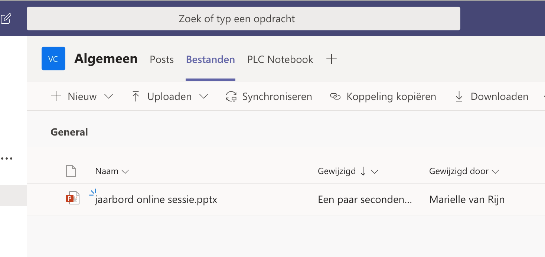 Zoek of typ een opdracht
VC Algemeen Posts Bestanden PLC Notebook
Nieuw Uploaden Synchroniseren Koppeling kopiëren Downloaden
General
Naam Gewijzigd Gewijzigd door
jaarbord online sessie.pptx Een paar seconden... Marielle van Rijn